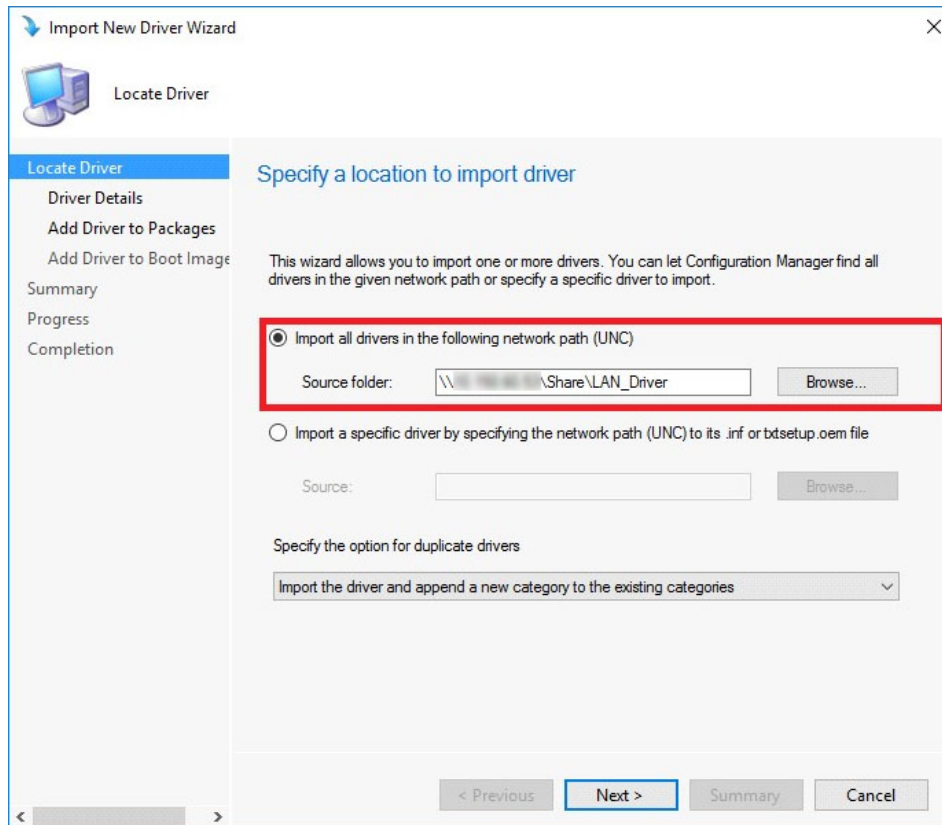 Import New Driver Wizard
Locate Driver
Locate Driver
Driver Details
Add Driver to Packages
Add Driver to Boot Image
Summary
Progress
Completion
Specify a location to import driver
This wizard allows you to import one or more drivers. You can let Configuration Manager find all
drivers in the given network path or specify a specific driver to import.
Import all drivers in the following network path (UNC)
Source folder:
\\ \Share\LAN_Driver
Browse...
Import a specific driver by specifying the network path (UNC) to its .inf or txtsetup.oem file
Source:
Browse...
Specify the option for duplicate drivers
Import the driver and append a new category to the existing categories
< Previous
Next >
Summary
Cancel